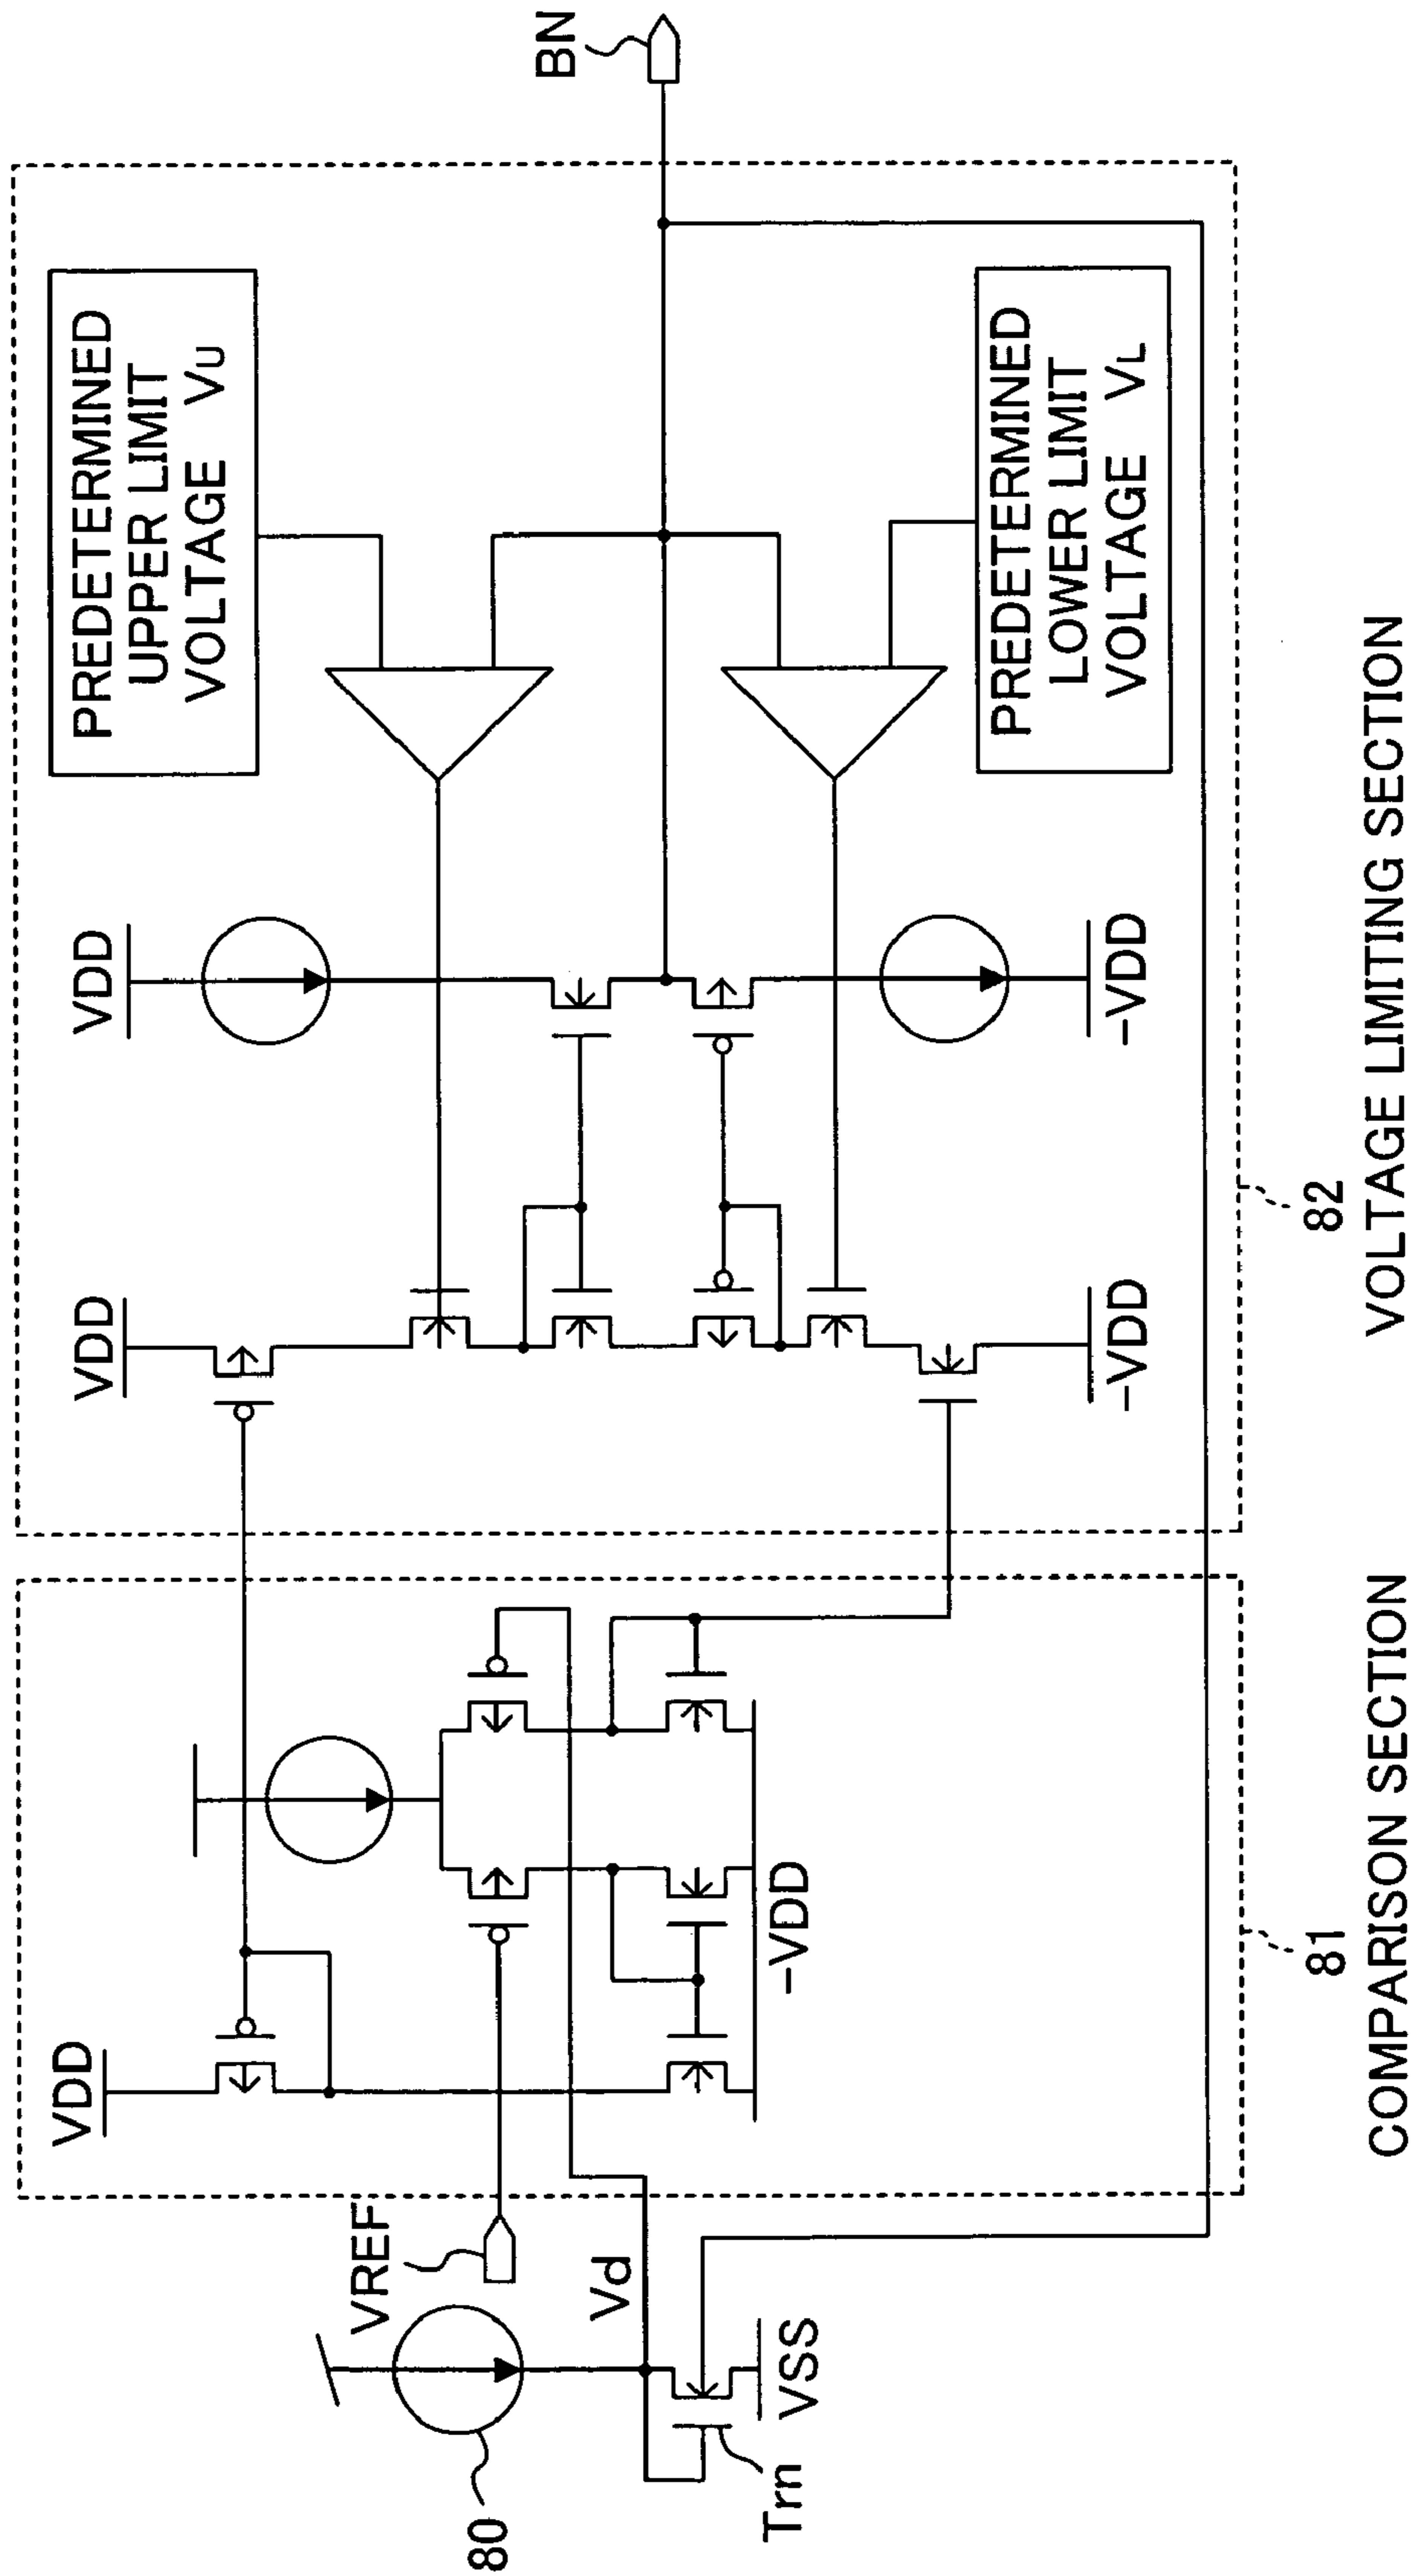 80
Trn
VREF
Vd
VSS
VDD
-VDD
81
COMPARISON SECTION
VDD
-VDD
VDD
-VDD
PREDETERMINED
UPPER LIMIT
VOLTAGE VU
PREDETERMINED
LOWER LIMIT
VOLTAGE VL
BN
82
VOLTAGE LIMITING SECTION